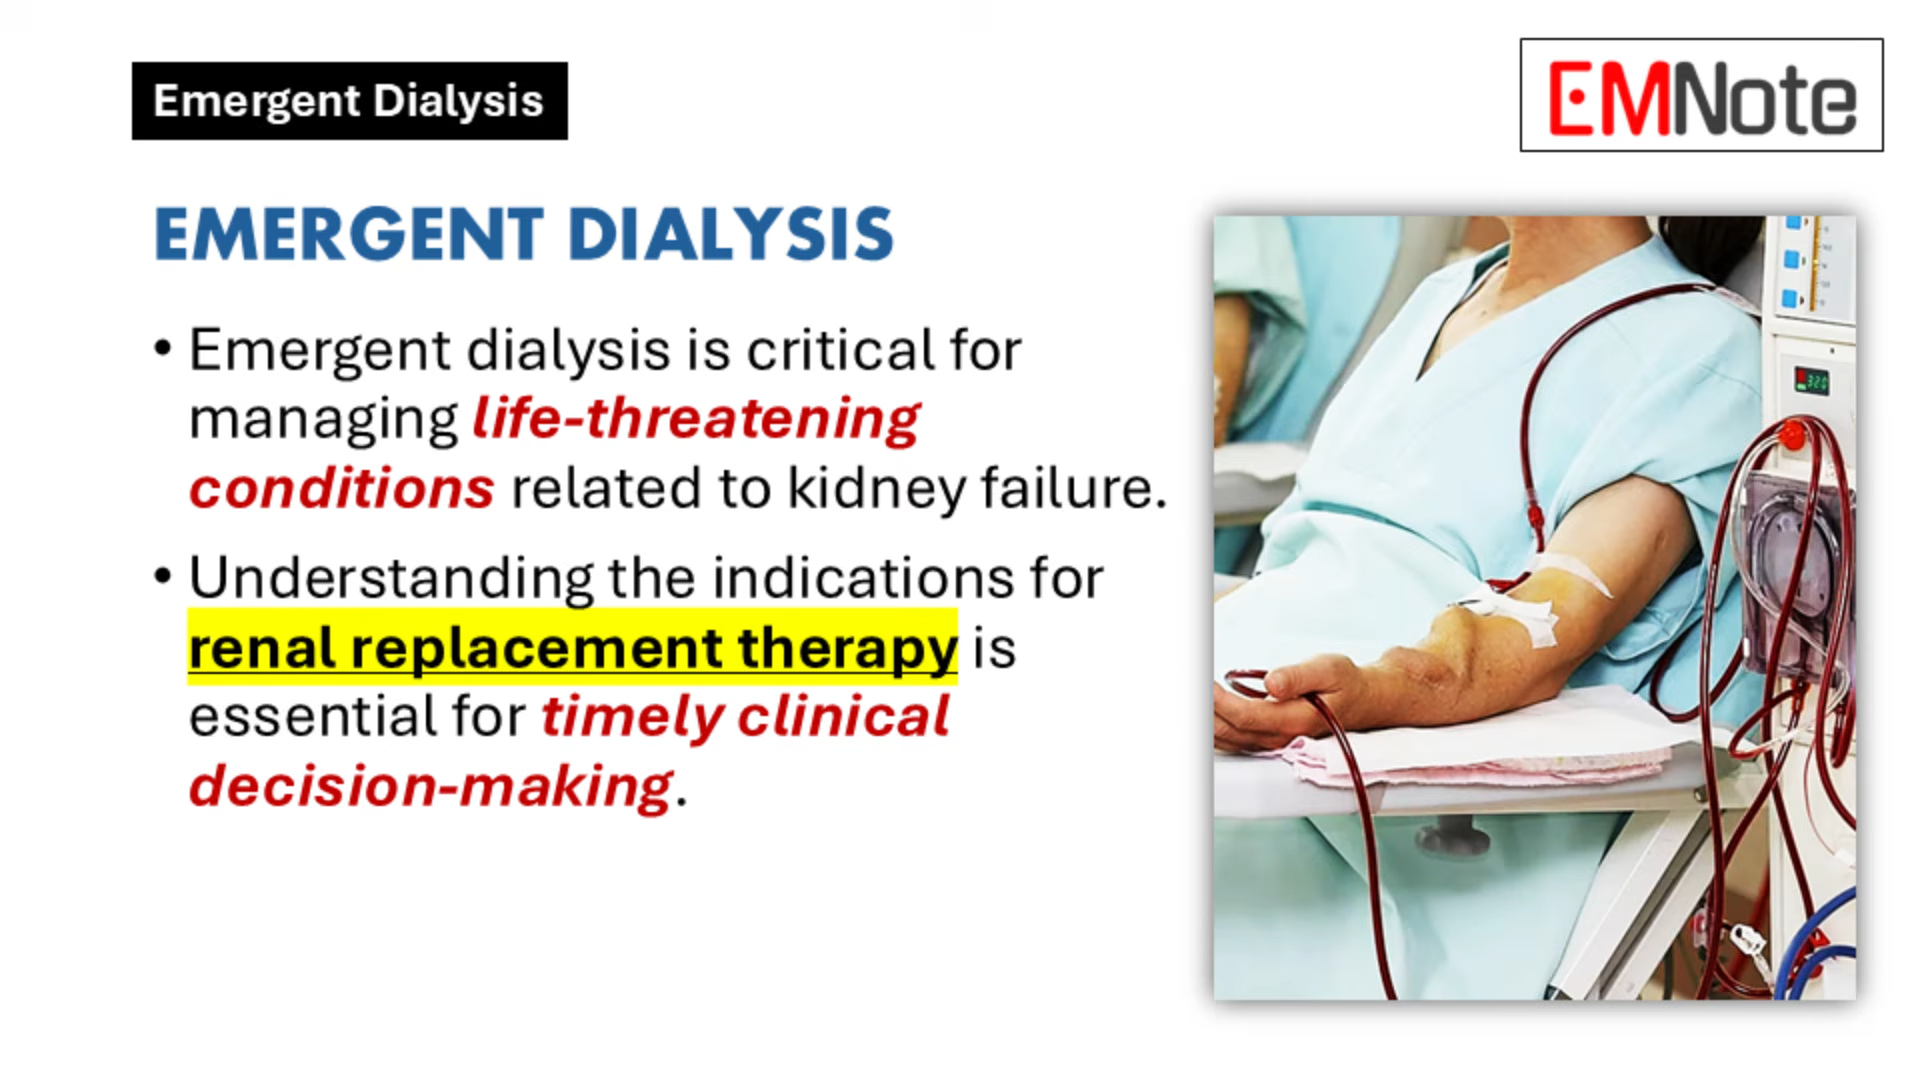 Emergent Dialysis
EMNote
EMERGENT DIALYSIS
• Emergent dialysis is critical for
managing life-threatening
conditions related to kidney failure.
• Understanding the indications for
renal replacement therapy is
essential for timely clinical
decision-making.
320